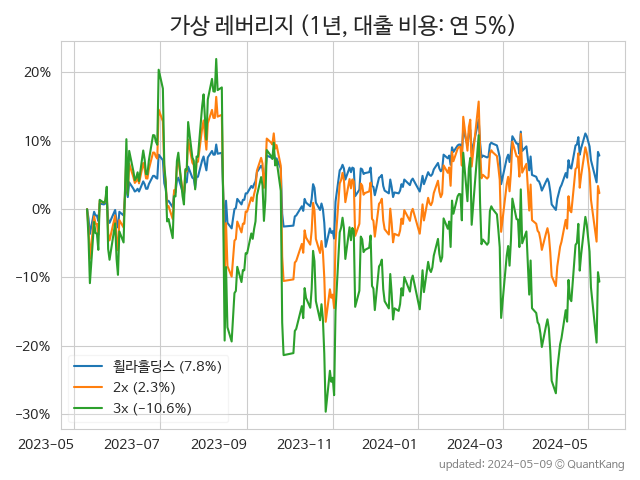 가상 레버리지 (1년, 대출 비용: 연 5%)
20%
10%
0%
−10%
−20%
−30%
휠라홀딩스 (7.8%)
2x (2.3%)
3x (−10.6%)
2023-05 2023-07 2023-09 2023-11 2024-01 2024-03 2024-05
updated: 2024-05-09 © QuantKang